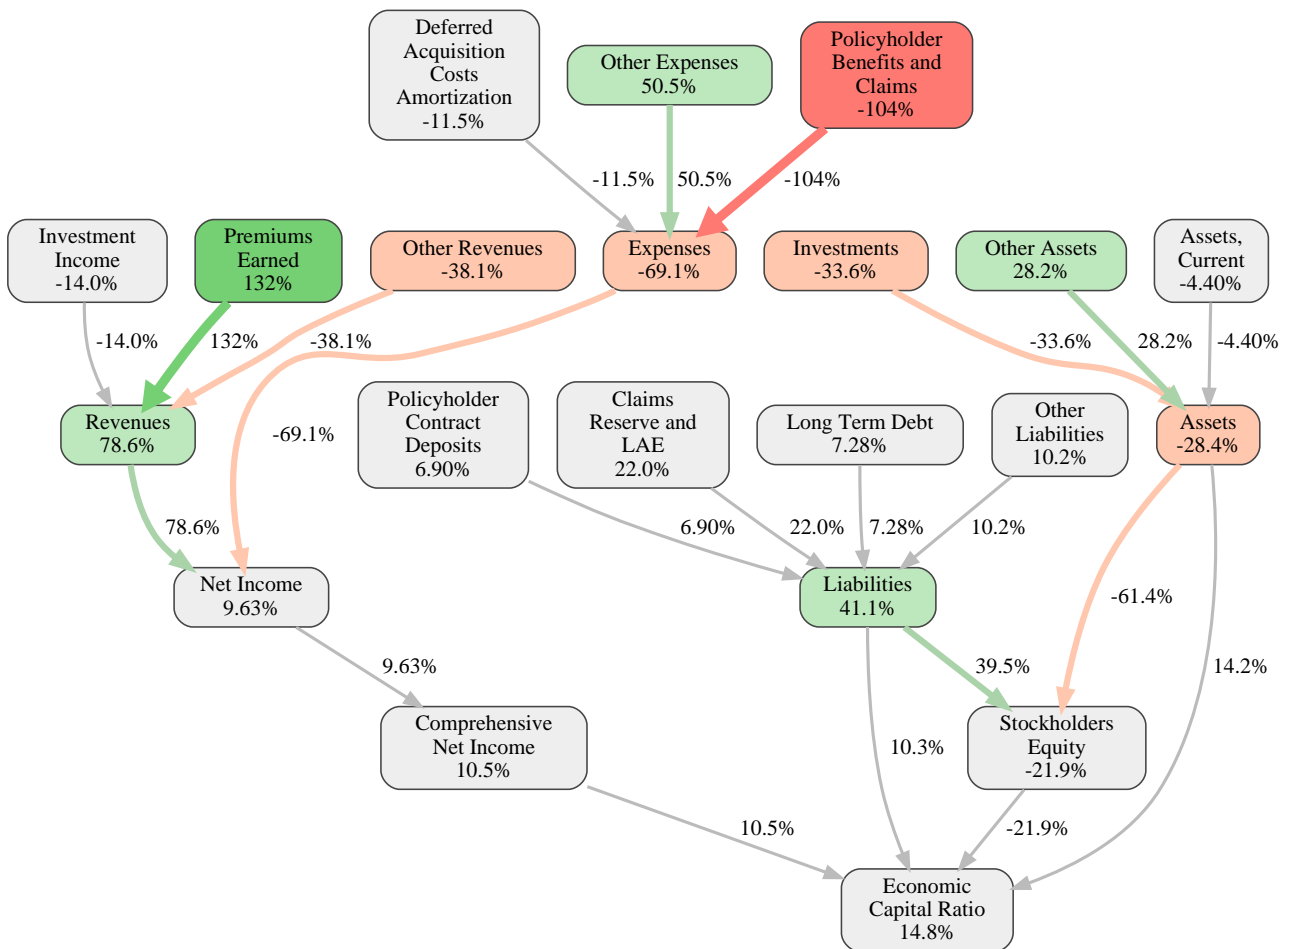 Deferred
Acquisition
Costs
Amortization
-11.5%
Other Expenses
50.5%
Policyholder
Benefits and
Claims
-104%
-11.5%
50.5%
-104%
Investment
Income
-14.0%
Premiums
Earned
132%
Other Revenues
-38.1%
Expenses
-69.1%
Investments
-33.6%
Other Assets
28.2%
Assets,
Current
-4.40%
-14.0%
132%
-38.1%
-33.6%
28.2%
-4.40%
Revenues
78.6%
-69.1%
Policyholder
Contract
Deposits
6.90%
Claims
Reserve and
LAE
22.0%
Long Term Debt
7.28%
Other
Liabilities
10.2%
Assets
-28.4%
78.6%
6.90%
22.0%
7.28%
10.2%
Net Income
9.63%
Liabilities
41.1%
-61.4%
9.63%
39.5%
14.2%
Comprehensive
Net Income
10.5%
10.3%
Stockholders
Equity
-21.9%
10.5%
-21.9%
Economic
Capital Ratio
14.8%